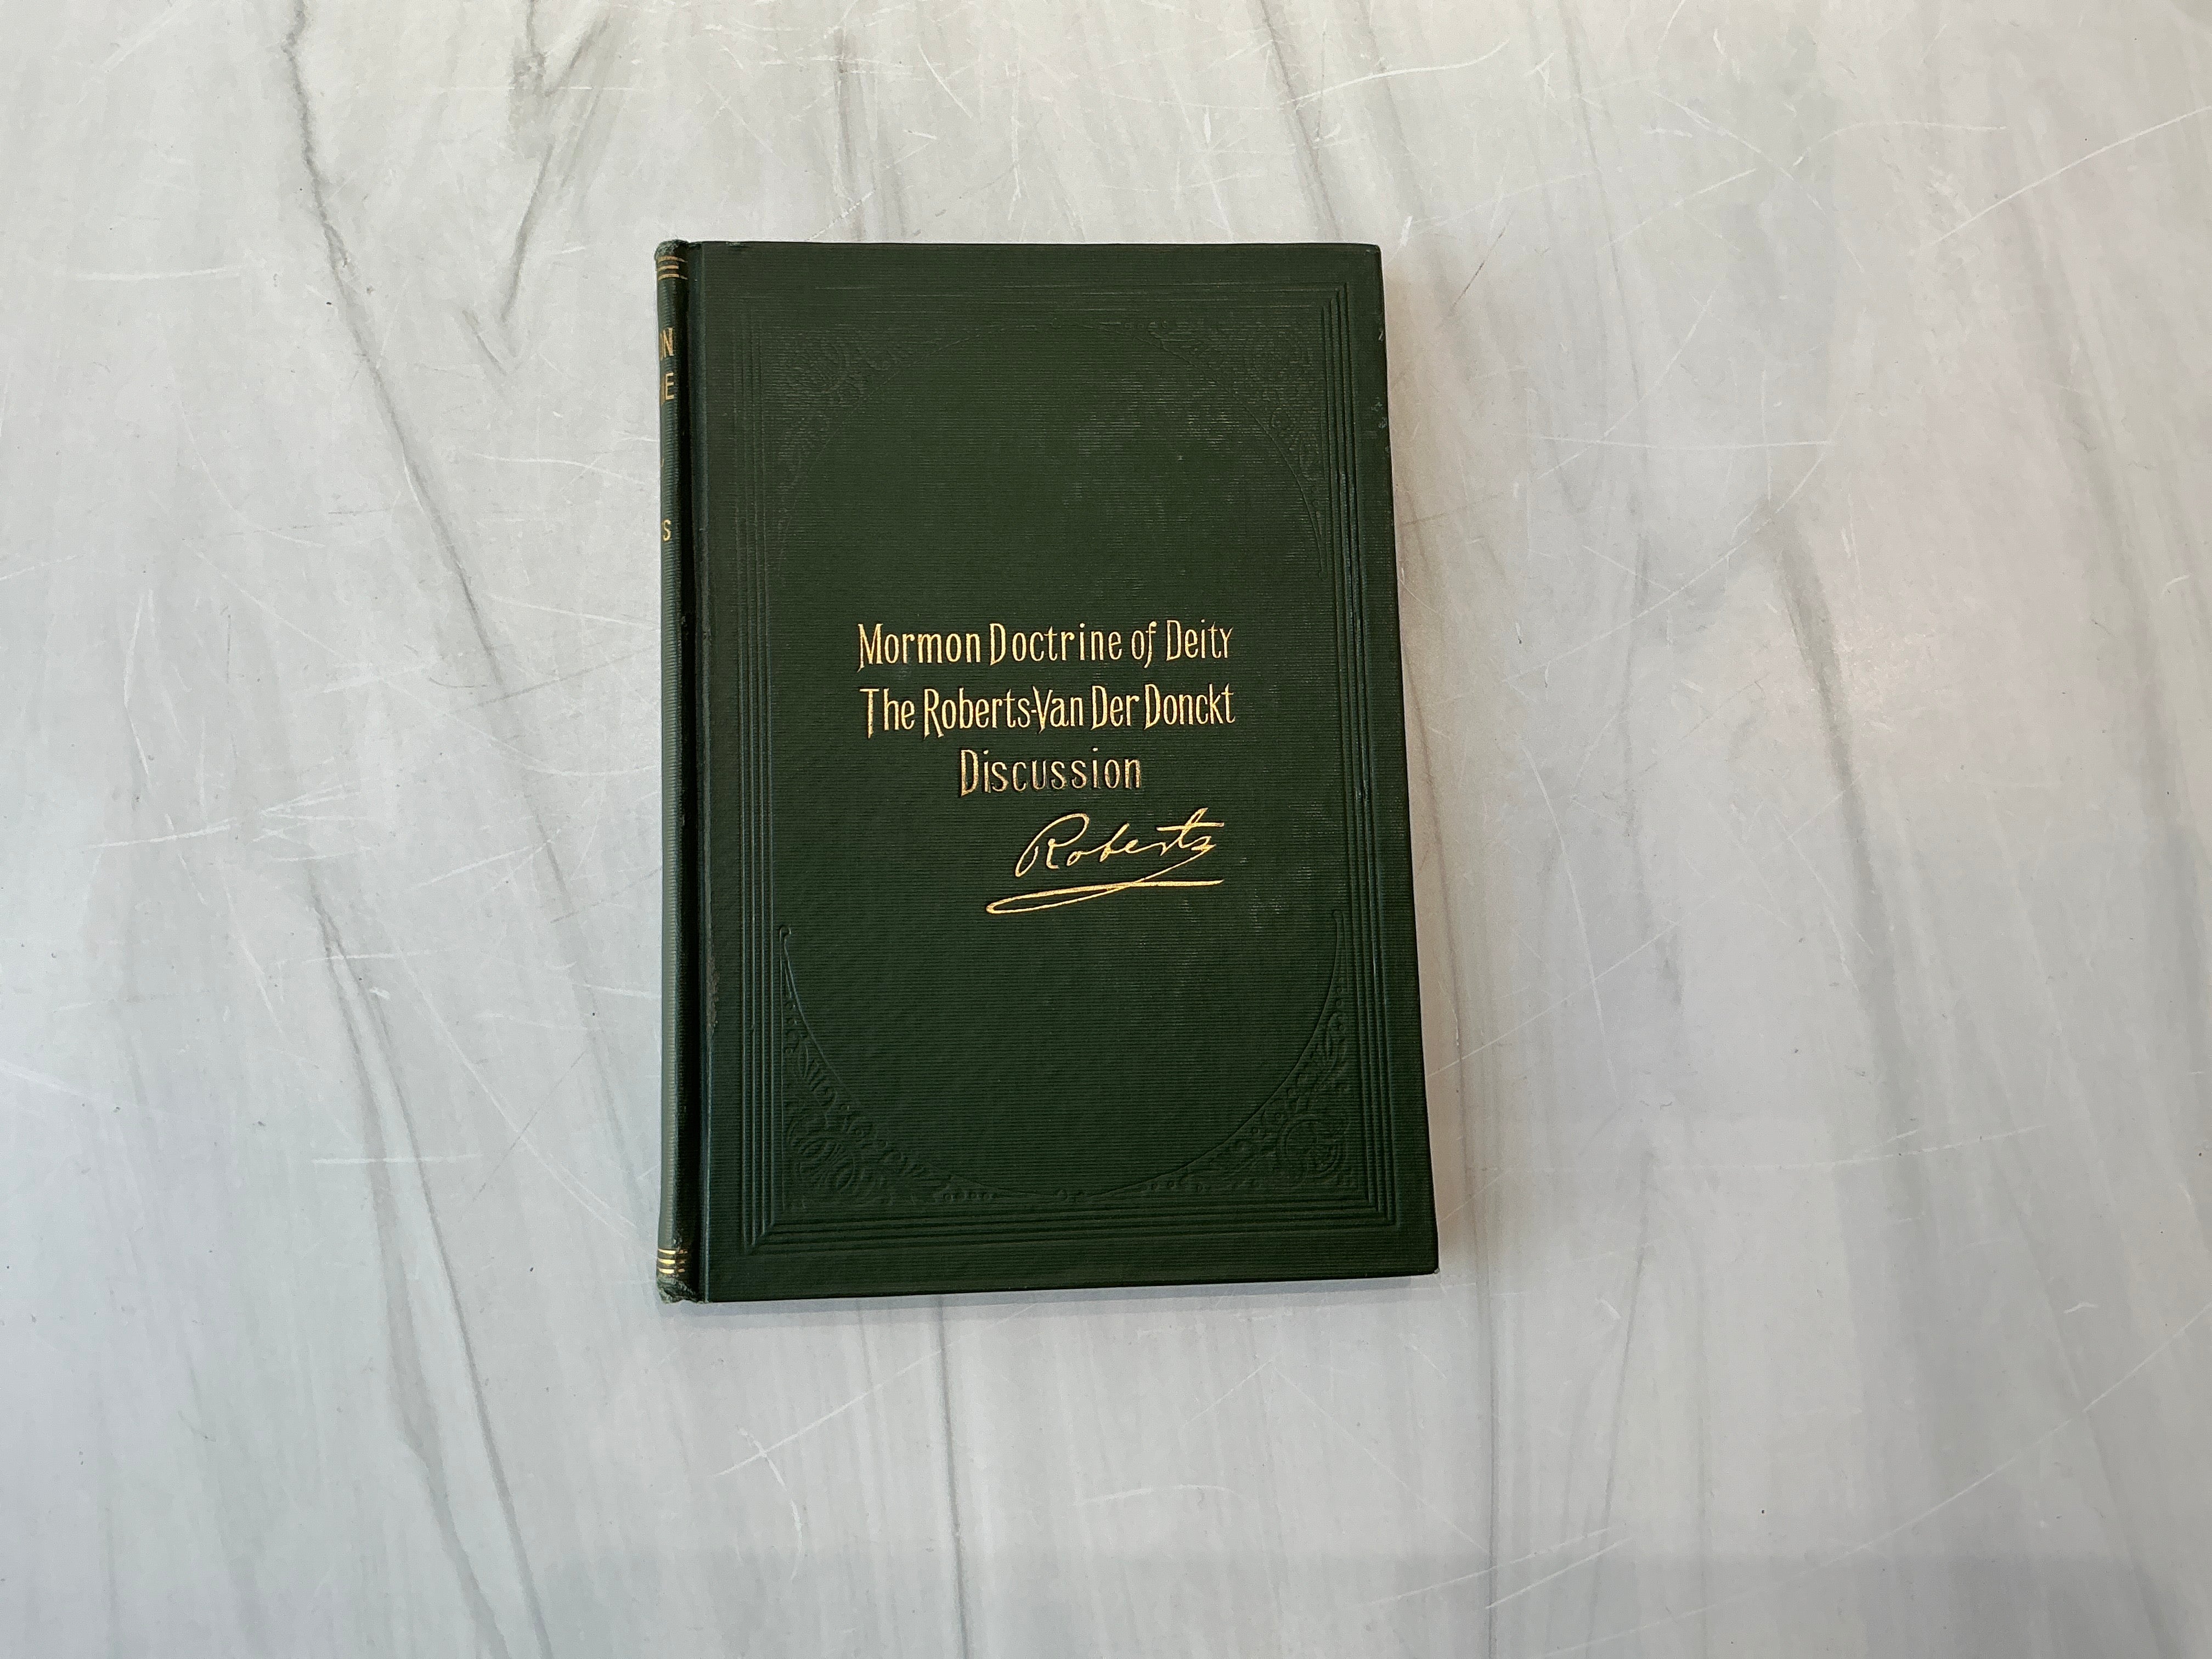 Mormon Doctrine of Deity
The Roberts-Van Der Donckt
Discussion
Roberts